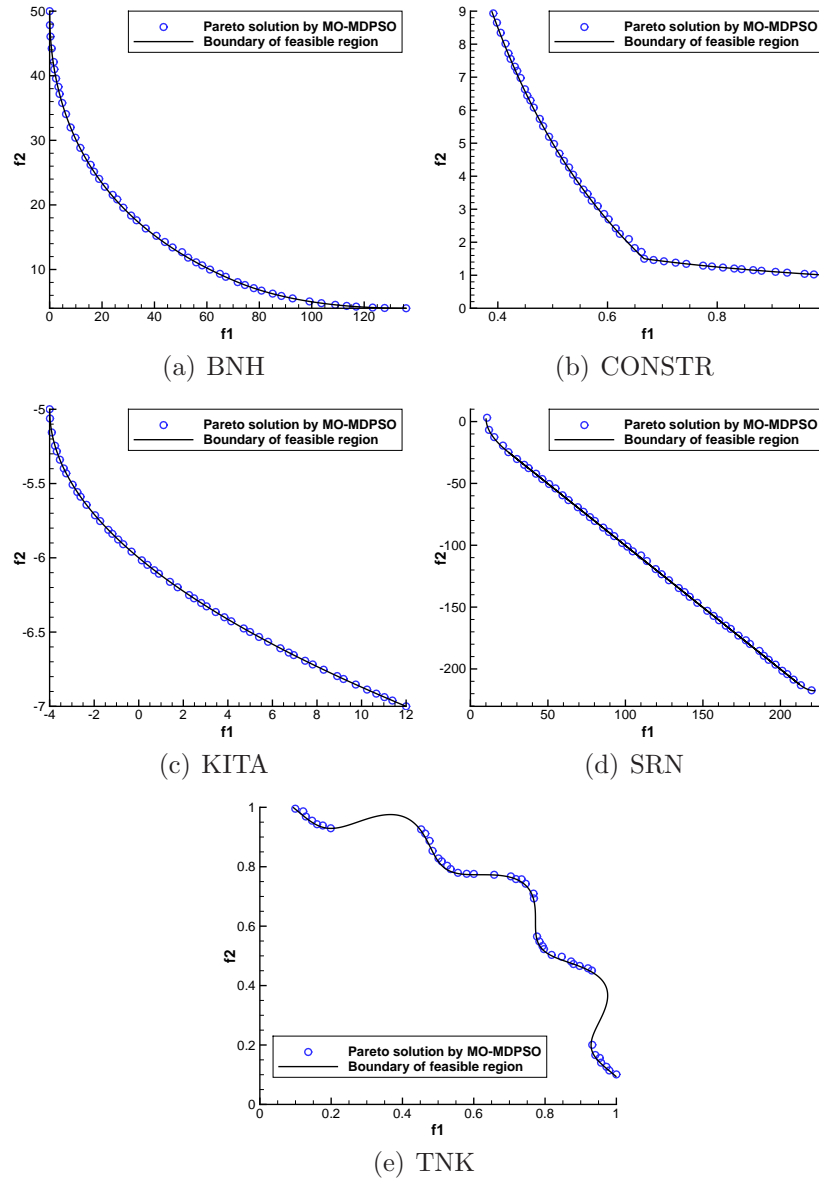 Pareto solution by MO-MDPSO
Boundary of feasible region
f2
50
40
30
20
10
0 20 40 60 80 100 120
f1
(a) BNH
Pareto solution by MO-MDPSO
Boundary of feasible region
f2
9
8
7
6
5
4
3
2
1
0
0.4 0.6 0.8
f1
(b) CONSTR
Pareto solution by MO-MDPSO
Boundary of feasible region
f2
-5
-5.5
-6
-6.5
-7
-4 -2 0 2 4 6 8 10 12
f1
(c) KITA
Pareto solution by MO-MDPSO
Boundary of feasible region
f2
0
-50
-100
-150
-200
0 50 100 150 200
f1
(d) SRN
f2
1
0.8
0.6
0.4
0.2
0
Pareto solution by MO-MDPSO
Boundary of feasible region
0 0.2 0.4 0.6 0.8 1
f1
(e) TNK